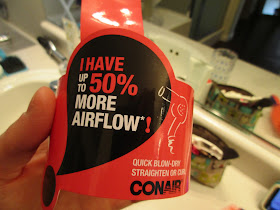 I HAVE
UP TO 50%
MORE
AIRFLOW*!
QUICK BLOW-DRY
STRAIGHTEN OR CURL
CONAIR